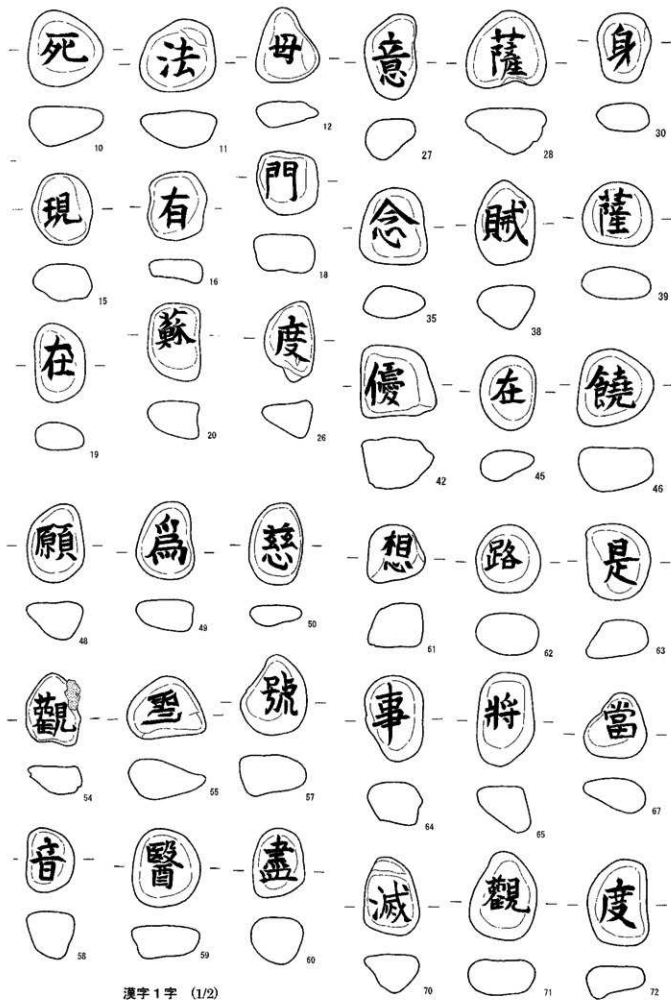 死 法 毋
10 11 12
現 有 門
15 16 18
在 蘇 度
19 20 26
願 爲 慈
48 49 50
觀 聖 號
54 55 57
音 醫 盡
58 59 60
漢字1字 (1/2)
意 薩 身
27 28 30
念 賊 薩
35 38 39
優 在 饒
42 45 46
想 路 是
61 62 63
事 將 當
64 65 67
滅 觀 度
70 71 72